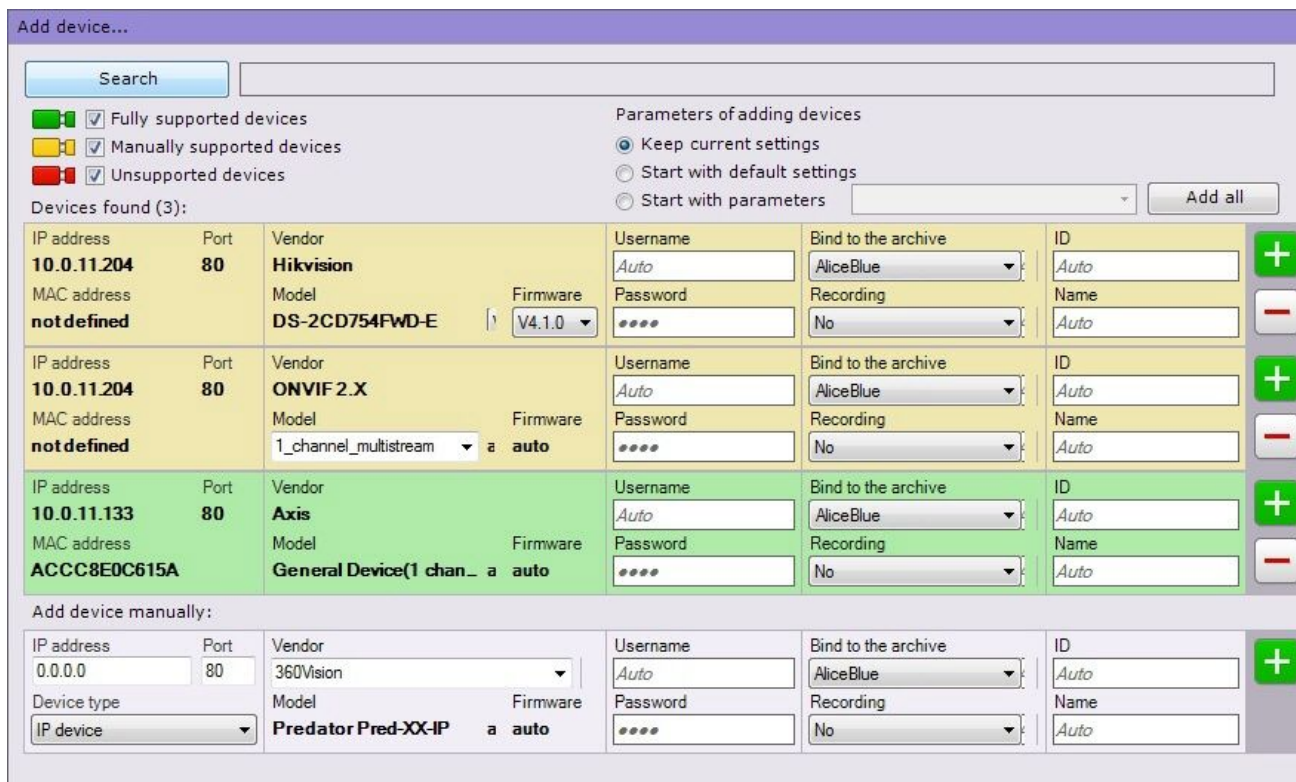 Add device...
Search
Fully supported devices
Manually supported devices
Unsupported devices
Parameters of adding devices
Keep current settings
Start with default settings
Start with parameters
Add all
Devices found (3):
IP address Port Vendor Username Bind to the archive ID
10.0.11.204 80 Hikvision Auto AliceBlue Auto
MAC address Model Firmware Password Recording Name
not defined DS-2CD754FWD-E V4.1.0 •••• No Auto
IP address Port Vendor Username Bind to the archive ID
10.0.11.204 80 ONVIF 2.X Auto AliceBlue Auto
MAC address Model Firmware Password Recording Name
not defined 1_channel_multistream a auto •••• No Auto
IP address Port Vendor Username Bind to the archive ID
10.0.11.133 80 Axis Auto AliceBlue Auto
MAC address Model Firmware Password Recording Name
ACCC8E0C615A General Device(1 chan... a auto •••• No Auto
Add device manually:
IP address Port Vendor Username Bind to the archive ID
0.0.0.0 80 360Vision Auto AliceBlue Auto
Device type Model Firmware Password Recording Name
IP device Predator Pred-XX-IP a auto •••• No Auto